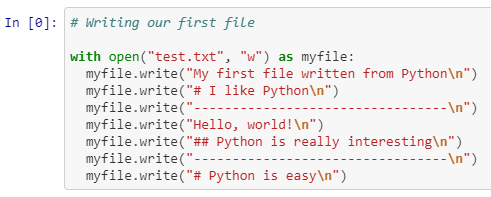 In [0]: # Writing our first file
with open("test.txt", "w") as myfile:
myfile.write("My first file written from Python\n")
myfile.write("# I like Python\n")
myfile.write("---------------------------------\n")
myfile.write("Hello, world!\n")
myfile.write("## Python is really interesting\n")
myfile.write("---------------------------------\n")
myfile.write("# Python is easy\n")